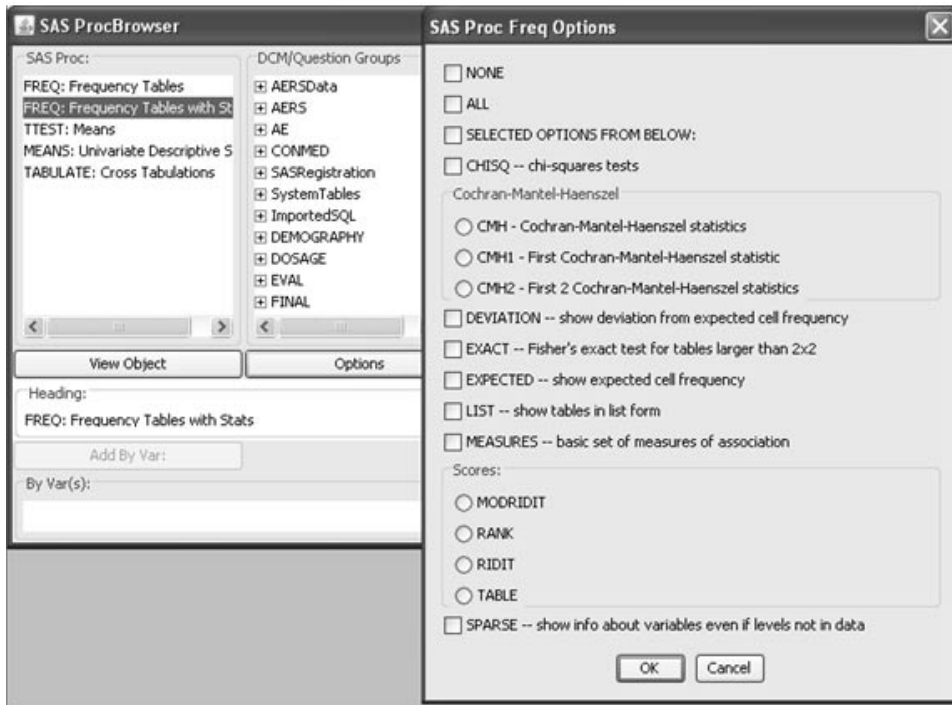 SAS ProcBrowser
SAS Proc:
FREQ: Frequency Tables
FREQ: Frequency Tables with St
TTEST: Means
MEANS: Univariate Descriptive S
TABULATE: Cross Tabulations
DCM/Question Groups
AERSData
AERS
AE
CONMED
SASRegistration
SystemTables
ImportedSQL
DEMOGRAPHY
DOSAGE
EVAL
FINAL
View Object
Options
Heading:
FREQ: Frequency Tables with Stats
Add By Var:
By Var(s):
SAS Proc Freq Options
NONE
ALL
SELECTED OPTIONS FROM BELOW:
CHISQ -- chi-squares tests
Cochran-Mantel-Haenszel
CMH - Cochran-Mantel-Haenszel statistics
CMH1 - First Cochran-Mantel-Haenszel statistic
CMH2 - First 2 Cochran-Mantel-Haenszel statistics
DEVIATION -- show deviation from expected cell frequency
EXACT -- Fisher's exact test for tables larger than 2x2
EXPECTED -- show expected cell frequency
LIST -- show tables in list form
MEASURES -- basic set of measures of association
Scores:
MODRIDIT
RANK
RIDIT
TABLE
SPARSE -- show info about variables even if levels not in data
OK
Cancel